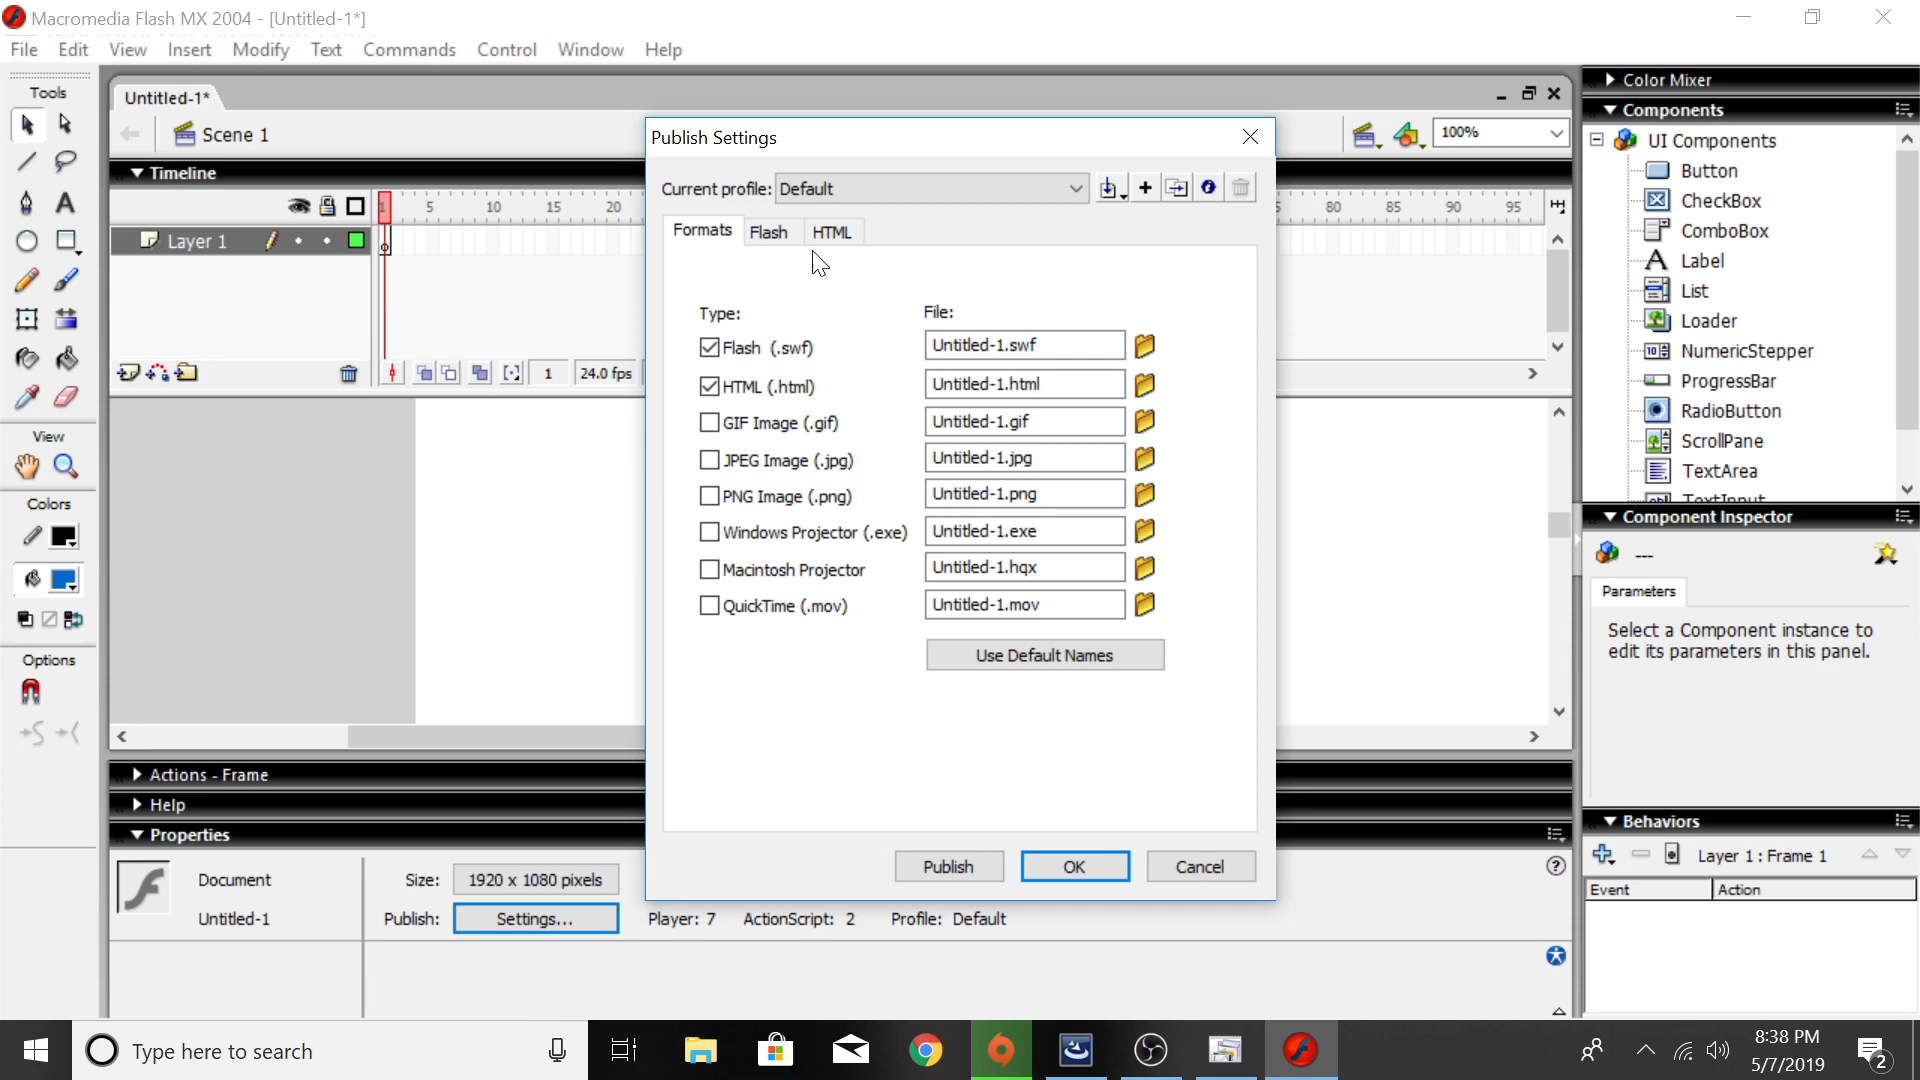 Macromedia Flash MX 2004 - [Untitled-1*]
File Edit View Insert Modify Text Commands Control Window Help
Tools
View
Colors
Options
Untitled-1*
Scene 1
100%
Timeline
1 5 10 15 20
5 80 85 90 95
Layer 1
1 24.0 fps
Publish Settings
Current profile: Default
Formats Flash HTML
Type: File:
Flash (.swf) Untitled-1.swf
HTML (.html) Untitled-1.html
GIF Image (.gif) Untitled-1.gif
JPEG Image (.jpg) Untitled-1.jpg
PNG Image (.png) Untitled-1.png
Windows Projector (.exe) Untitled-1.exe
Macintosh Projector Untitled-1.hqx
QuickTime (.mov) Untitled-1.mov
Use Default Names
Publish OK Cancel
Actions - Frame
Help
Properties
Document Size: 1920 x 1080 pixels
Untitled-1 Publish: Settings... Player: 7 ActionScript: 2 Profile: Default
Color Mixer
Components
UI Components
Button
CheckBox
ComboBox
Label
List
Loader
NumericStepper
ProgressBar
RadioButton
ScrollPane
TextArea
TextInput
Component Inspector
---
Parameters
Select a Component instance to
edit its parameters in this panel.
Behaviors
Layer 1 : Frame 1
Event Action
Type here to search
8:38 PM
5/7/2019
2